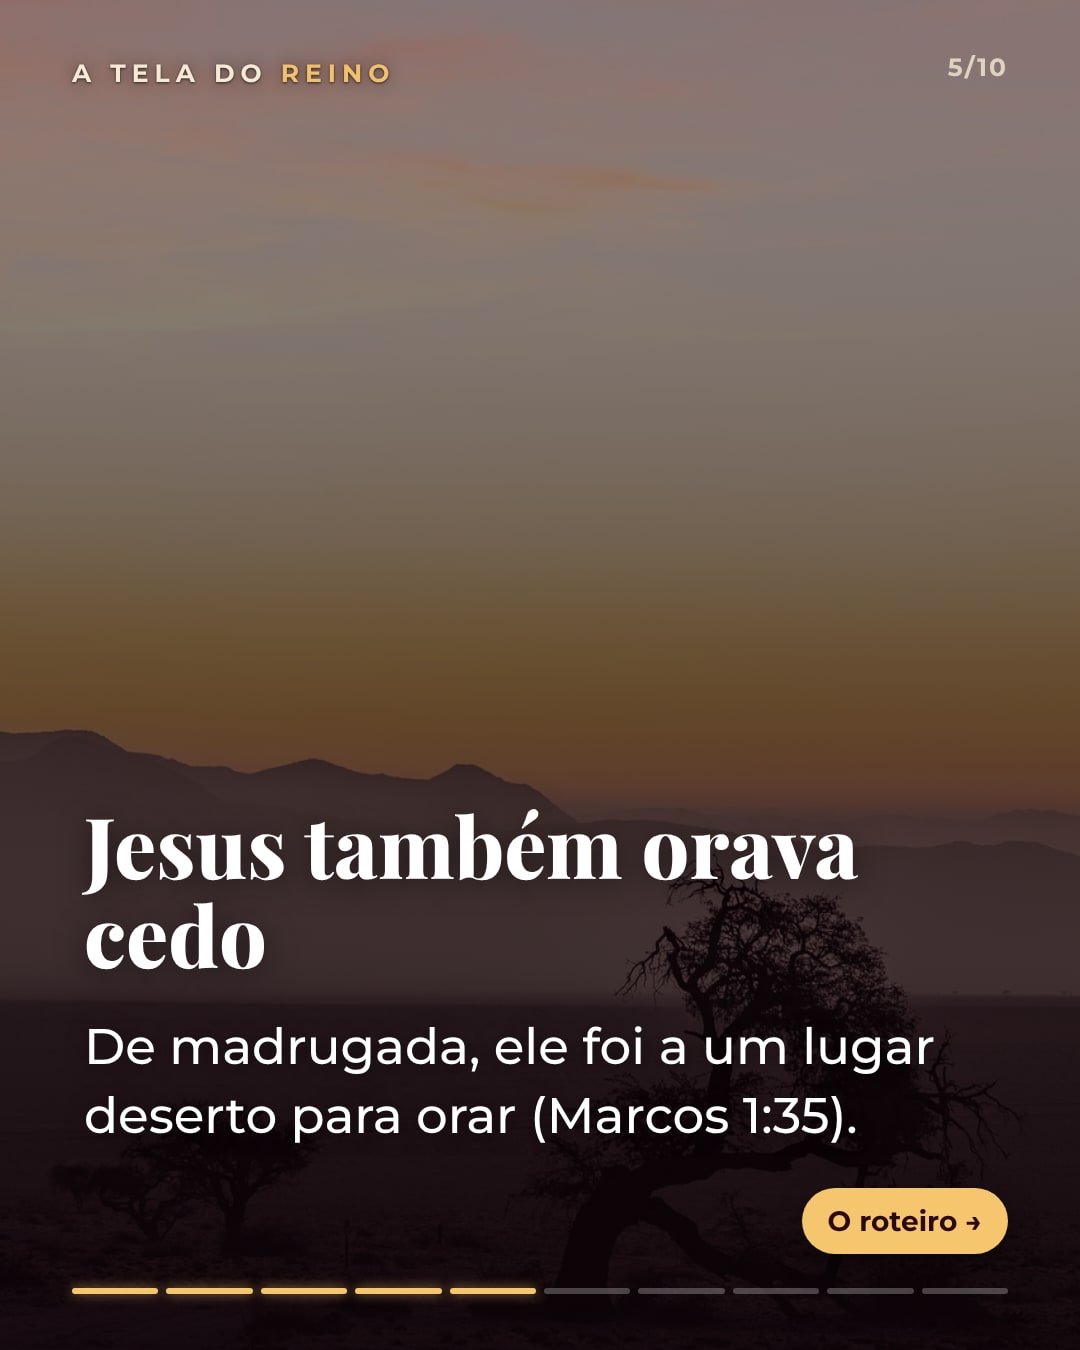 A TELA DO REINO
5/10
Jesus também orava
cedo
De madrugada, ele foi a um lugar
deserto para orar (Marcos 1:35).
O roteiro →